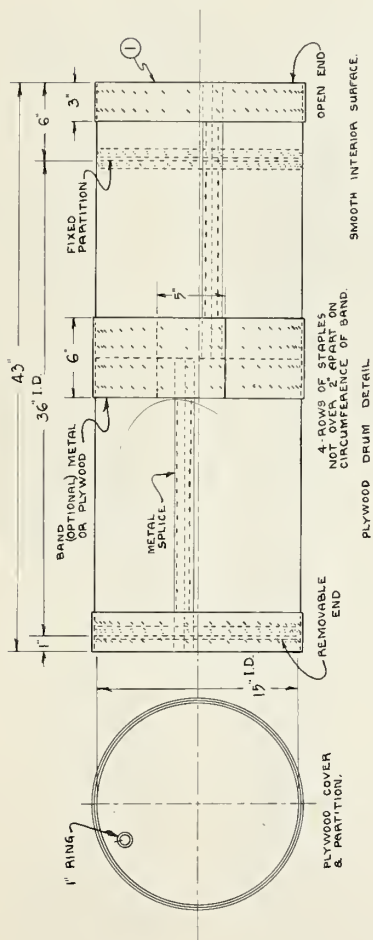 43"
36" I.D.
6"
3"
1"
①
BAND
(OPTIONAL) METAL
OR PLYWOOD
FIXED
PARTITION
6"
5"
METAL
SPLICE
1" RING
15" I.D.
PLYWOOD COVER
& PARTITION.
REMOVABLE
END
4-ROWS OF STAPLES
NOT OVER 2" APART ON
CIRCUMFERENCE OF BAND.
OPEN END
SMOOTH INTERIOR SURFACE.
PLYWOOD DRUM DETAIL